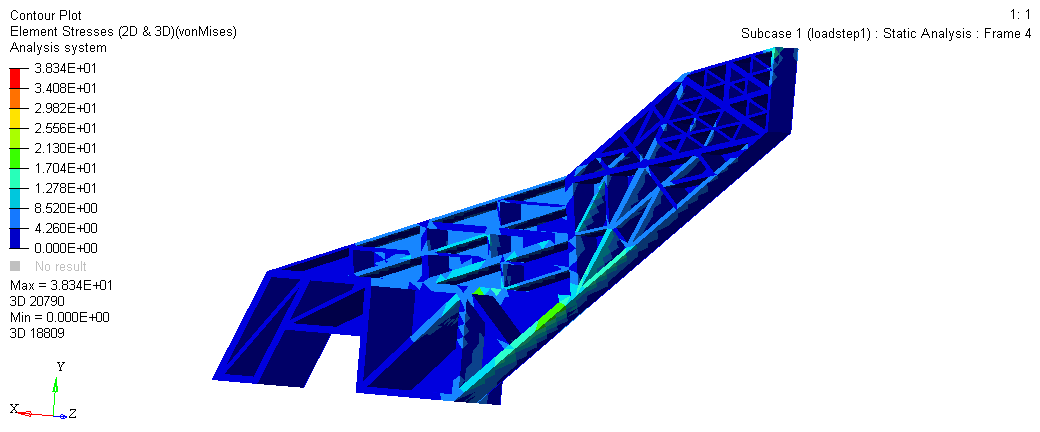 Contour Plot
Element Stresses (2D & 3D)(vonMises)
Analysis system
1: 1
Subcase 1 (loadstep1) : Static Analysis : Frame 4
3.834E+01
3.408E+01
2.982E+01
2.556E+01
2.130E+01
1.704E+01
1.278E+01
8.520E+00
4.260E+00
0.000E+00
No result
Max = 3.834E+01
3D 20790
Min = 0.000E+00
3D 18809
Y
X
Z